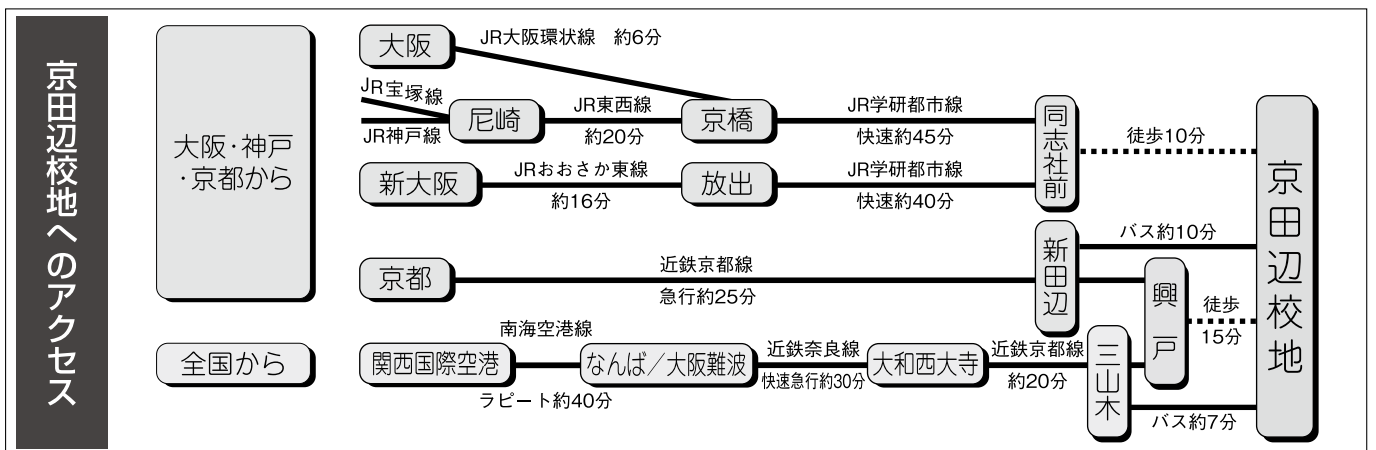 京田辺校地へのアクセス
大阪・神戸
・京都から
大阪
JR大阪環状線 約6分
JR宝塚線
JR神戸線
尼崎
JR東西線
約20分
京橋
JR学研都市線
快速約45分
同志社前
徒歩10分
新大阪
JRおおさか東線
約16分
放出
JR学研都市線
快速約40分
京都
近鉄京都線
急行約25分
新田辺
バス約10分
興戸
徒歩
15分
全国から
関西国際空港
南海空港線
ラピート約40分
なんば/大阪難波
近鉄奈良線
快速急行約30分
大和西大寺
近鉄京都線
約20分
三山木
バス約7分
京田辺校地